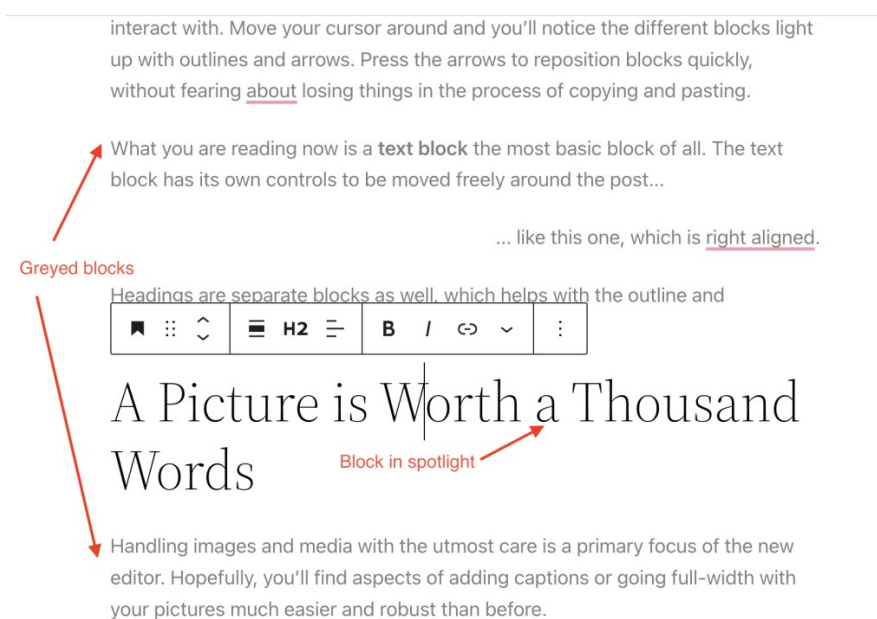 interact with. Move your cursor around and you’ll notice the different blocks light
up with outlines and arrows. Press the arrows to reposition blocks quickly,
without fearing about losing things in the process of copying and pasting.
What you are reading now is a text block the most basic block of all. The text
block has its own controls to be moved freely around the post...
... like this one, which is right aligned.
Greyed blocks
Headings are separate blocks as well, which helps with the outline and
H2 B I
A Picture is Worth a Thousand
Words
Block in spotlight
Handling images and media with the utmost care is a primary focus of the new
editor. Hopefully, you’ll find aspects of adding captions or going full-width with
your pictures much easier and robust than before.